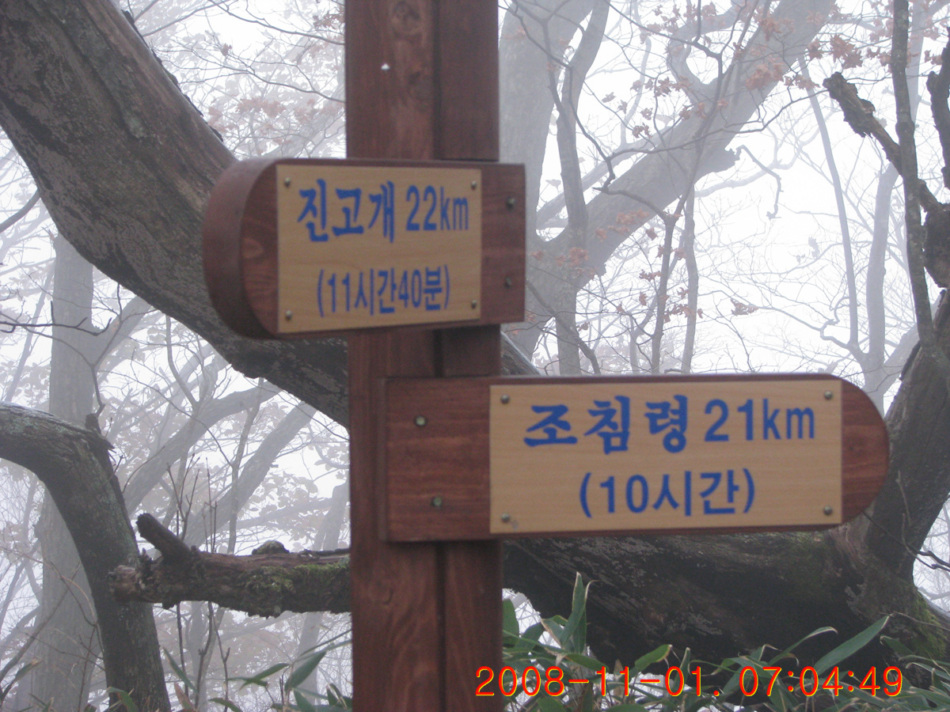 진고개 22km
(11시간40분)
조침령 21km
(10시간)
2008-11-01. 07:04:49